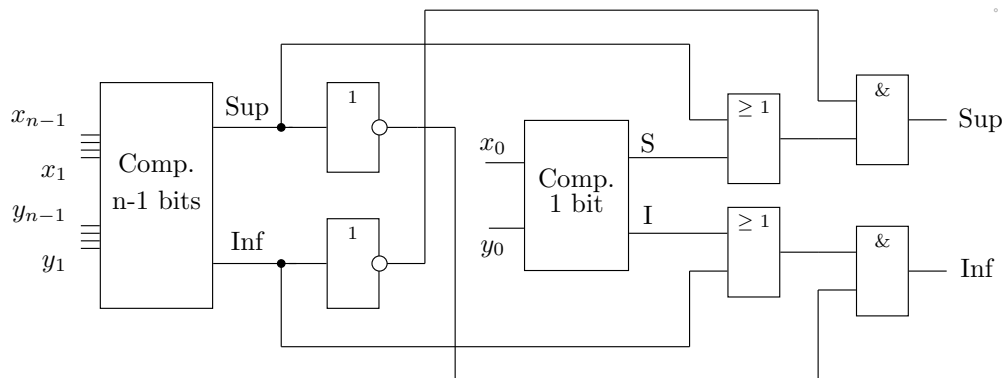 Sup
1
&
Sup
≥ 1
x_{n−1}
x_1
Comp.
n-1 bits
x_0
S
Comp.
1 bit
y_{n−1}
y_1
Inf
1
I
y_0
≥ 1
&
Inf